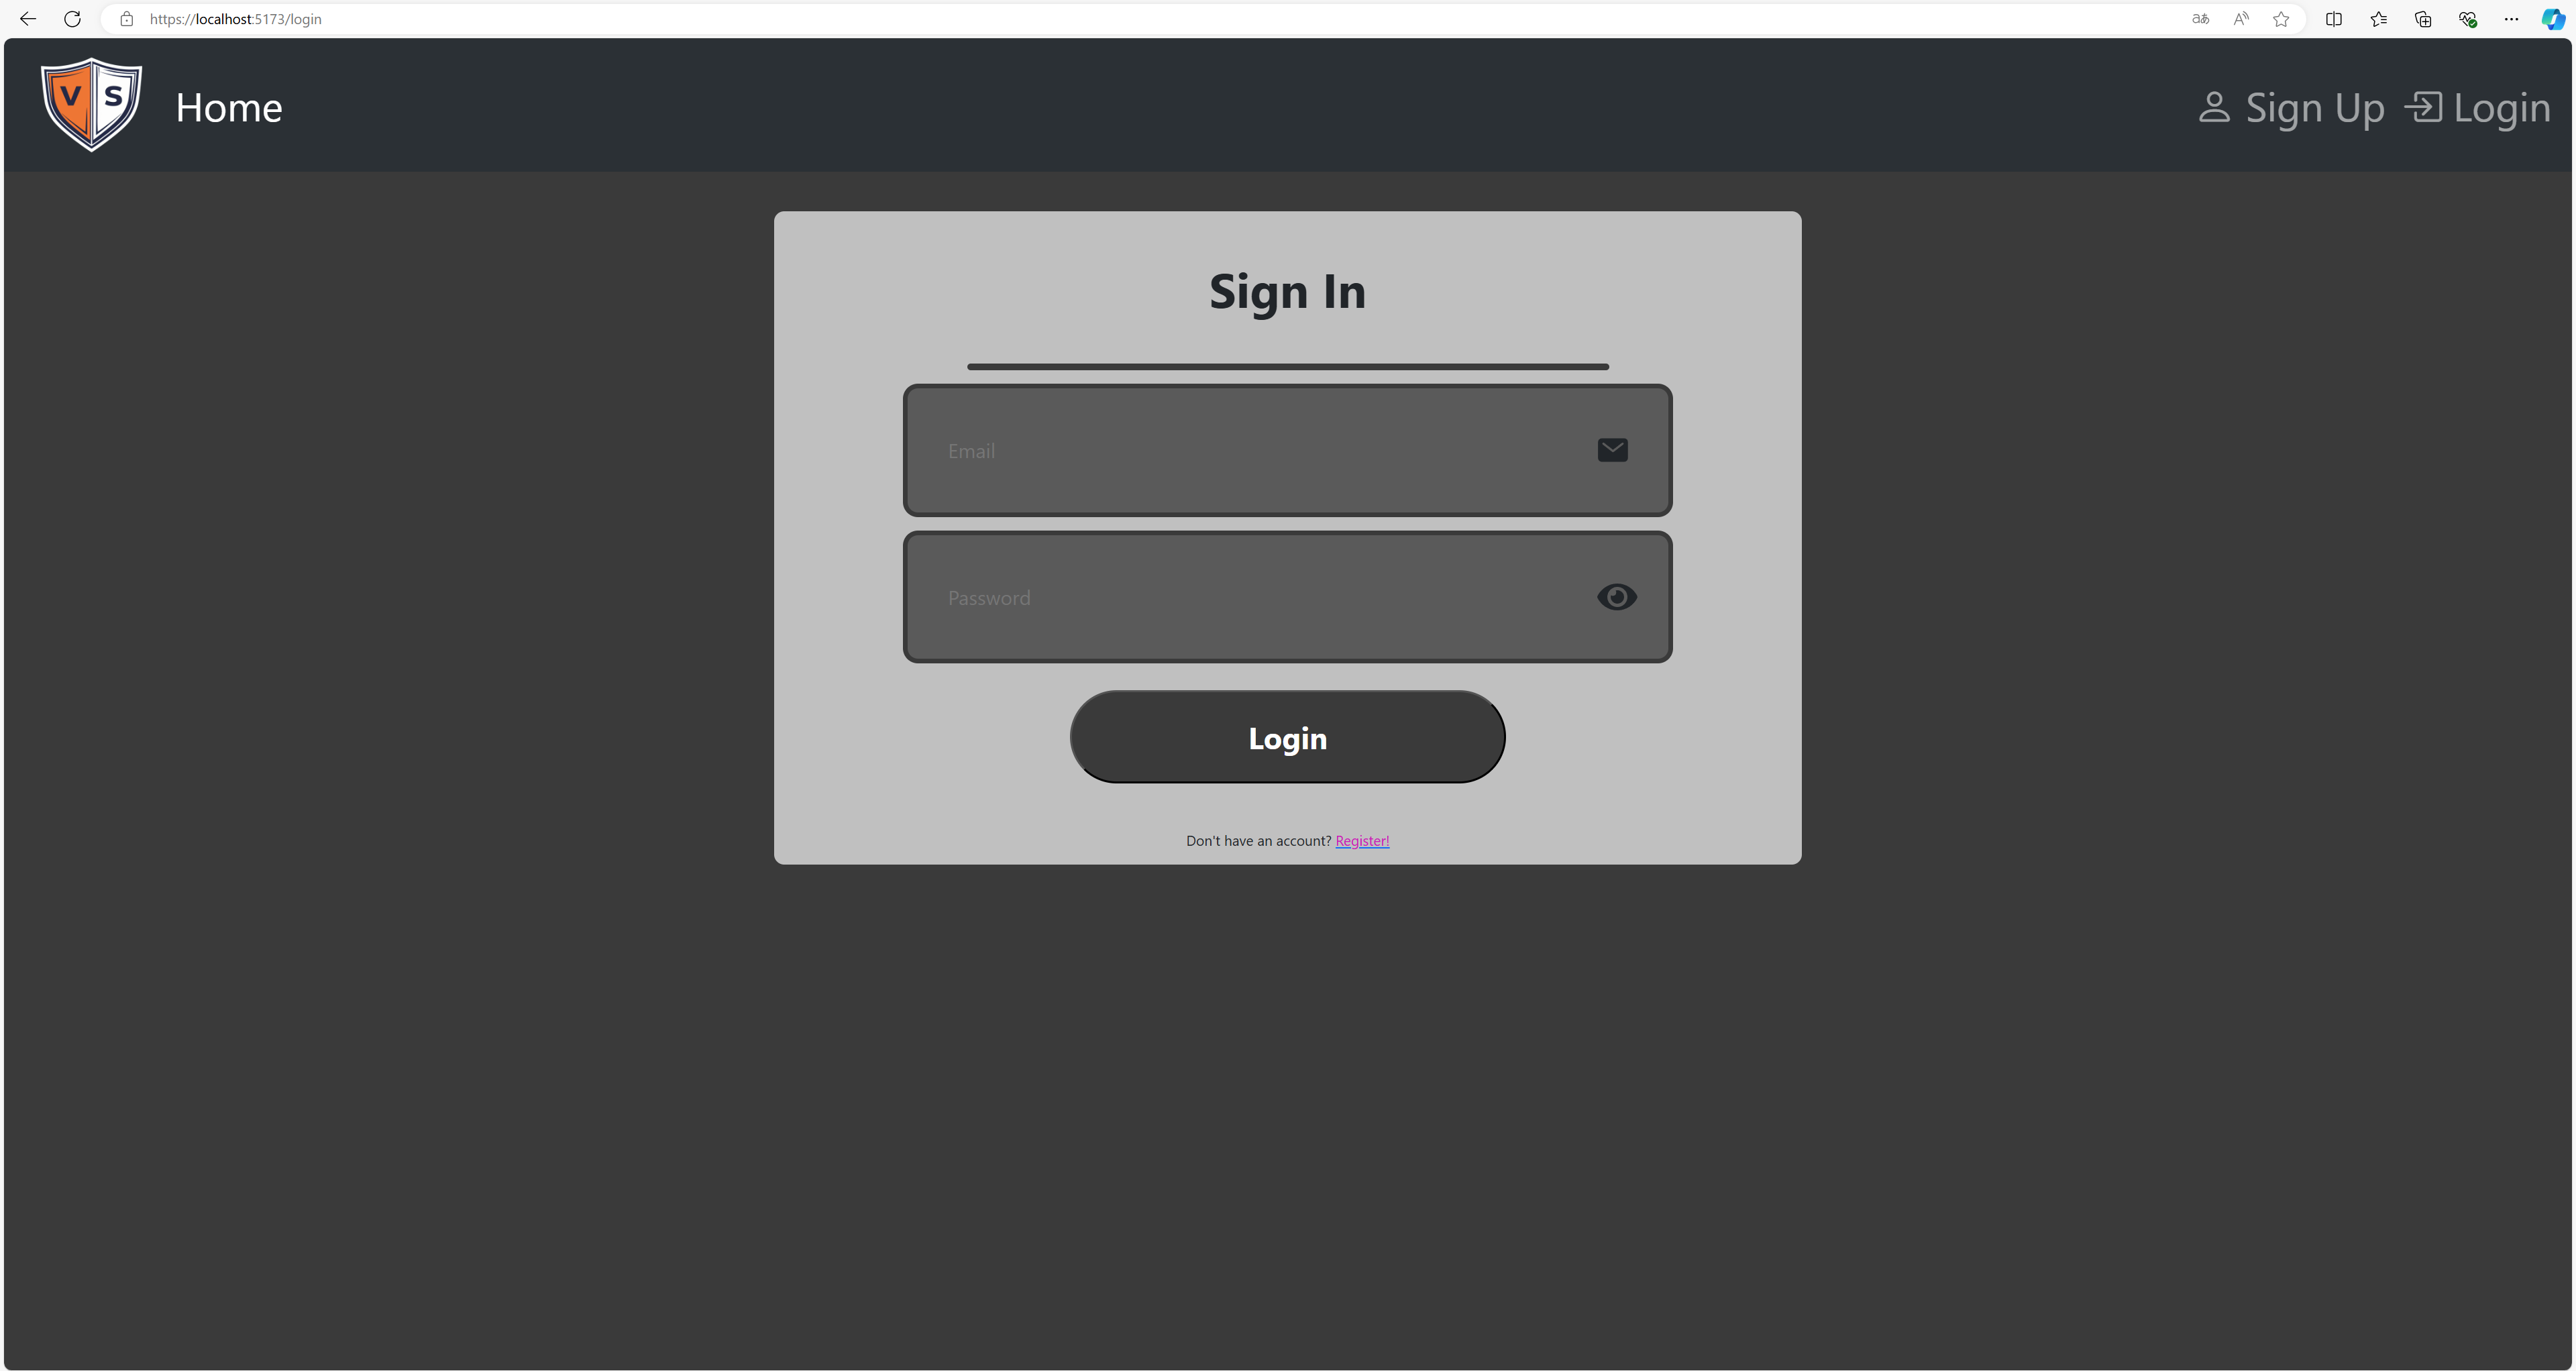 https://localhost:5173/login
V S
Home
Sign Up
Login
Sign In
Email
Password
Login
Don't have an account? Register!